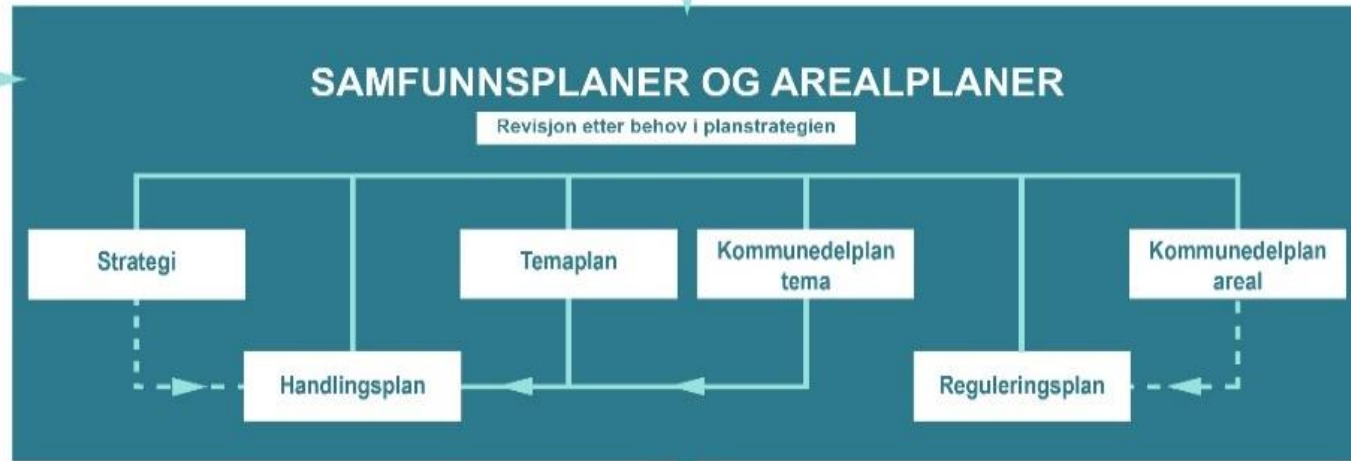 SAMFUNNSPLANER OG AREALPLANER
Revisjon etter behov i planstrategien
Strategi
Temaplan
Kommunedelplan
tema
Kommunedelplan
areal
Handlingsplan
Reguleringsplan